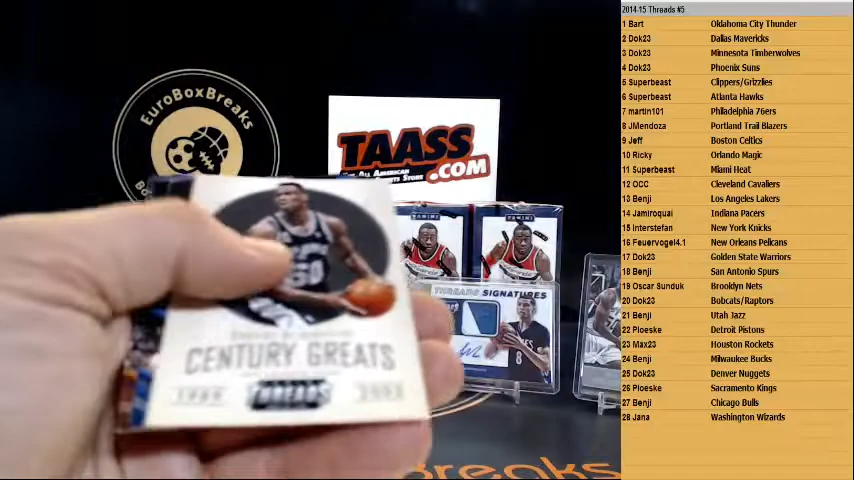 2014-15 Threads #5
1 Bart Oklahoma City Thunder
2 Dok23 Dallas Mavericks
3 Dok23 Minnesota Timberwolves
4 Dok23 Phoenix Suns
5 Superbeast Clippers/Grizzlies
6 Superbeast Atlanta Hawks
7 martin101 Philadelphia 76ers
8 JMendoza Portland Trail Blazers
9 Jeff Boston Celtics
10 Ricky Orlando Magic
11 Superbeast Miami Heat
12 OCC Cleveland Cavaliers
13 Benji Los Angeles Lakers
14 Jamiroquai Indiana Pacers
15 Interstefan New York Knicks
16 Feuervogel4.1 New Orleans Pelicans
17 Dok23 Golden State Warriors
18 Benji San Antonio Spurs
19 Oscar Sunduk Brooklyn Nets
20 Dok23 Bobcats/Raptors
21 Benji Utah Jazz
22 Ploeske Detroit Pistons
23 Max23 Houston Rockets
24 Benji Milwaukee Bucks
25 Dok23 Denver Nuggets
26 Ploeske Sacramento Kings
27 Benji Chicago Bulls
28 Jana Washington Wizards
EuroBoxBreaks
TAASS
.COM
PANINI
PANINI
THREADS SIGNATURES
8
50
CENTURY GREATS
1989 THREADS 2003
Breaks